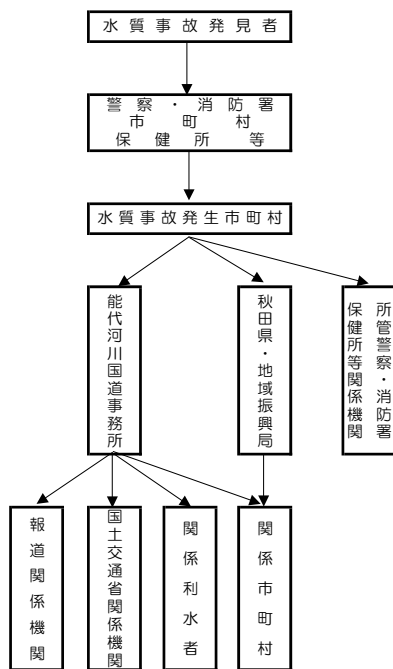 水質事故発見者
警察・消防署
市町村
保健所等
水質事故発生市町村
能代河川国道事務所
秋田県・地域振興局
所管警察・消防署
保健所等関係機関
報道関係機関
国土交通省関係機関
関係利水者
関係市町村